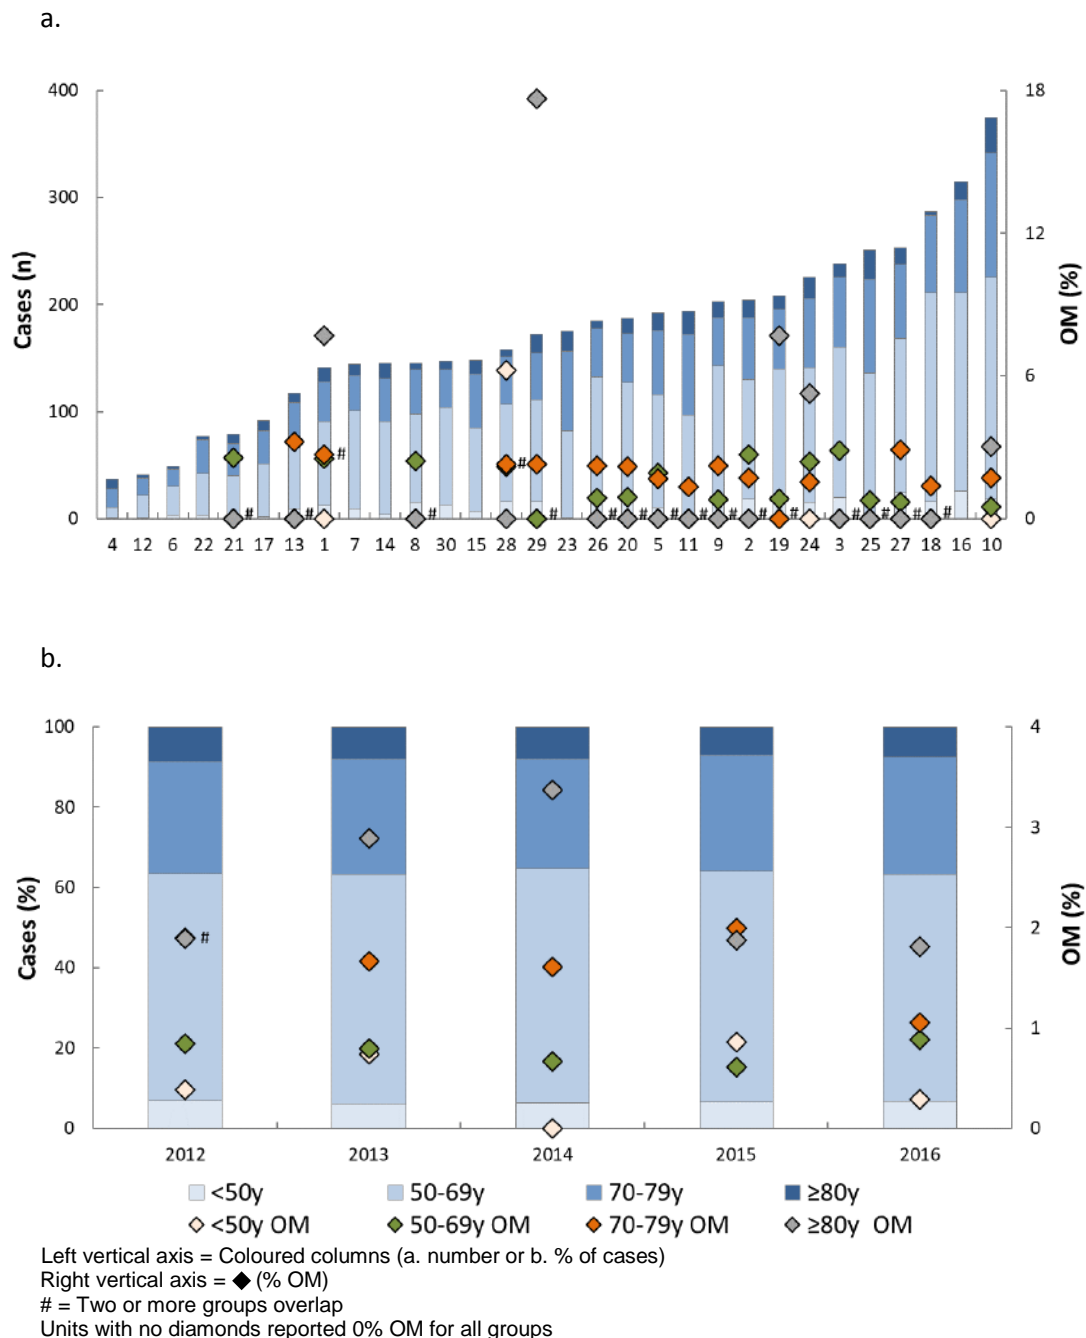 a.
400
300
200
100
0
Cases (n)
18
12
6
0
OM (%)
# # # # # # # # # # # # # # # # # #
4 12 6 22 21 17 13 1 7 14 8 30 15 28 29 23 26 20 5 11 9 2 19 24 3 25 27 18 16 10
b.
100
80
60
40
20
0
Cases (%)
4
3
2
1
0
OM (%)
#
2012 2013 2014 2015 2016
<50y 50-69y 70-79y ≥80y
<50y OM 50-69y OM 70-79y OM ≥80y OM
Left vertical axis = Coloured columns (a. number or b. % of cases)
Right vertical axis = ◆ (% OM)
# = Two or more groups overlap
Units with no diamonds reported 0% OM for all groups